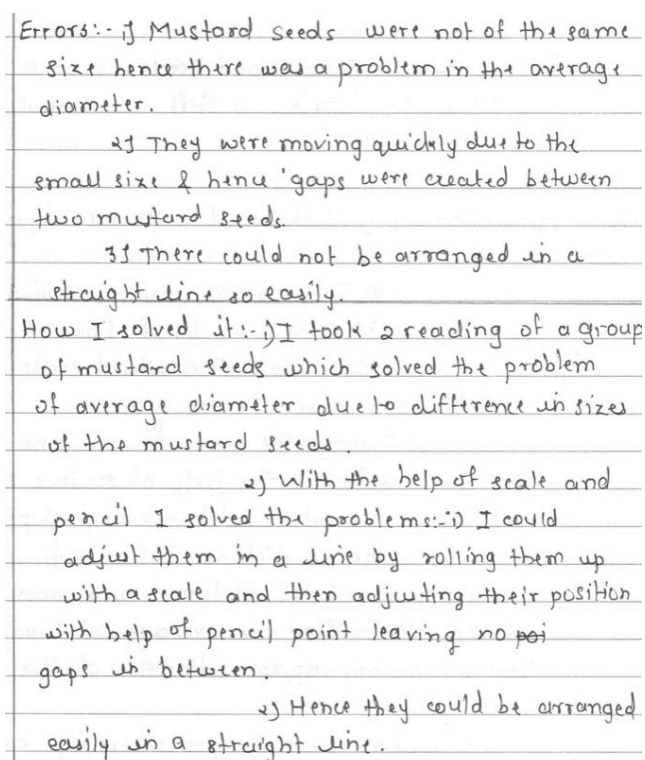 Errors:- 1] Mustard seeds were not of the same
size hence there was a problem in the average
diameter.
2] They were moving quickly due to the
small size & hence 'gaps were created between
two mustard seeds.
3] There could not be arranged in a
straight line so easily.
How I solved it:- 1) I took 2 reading of a group
of mustard seeds which solved the problem
of average diameter due to difference in sizes
of the mustard seeds.
2) With the help of scale and
pencil I solved the problems:- 1) I could
adjust them in a line by rolling them up
with a scale and then adjusting their position
with help of pencil point leaving no poi
gaps in between.
2) Hence they could be arranged
easily in a straight line.